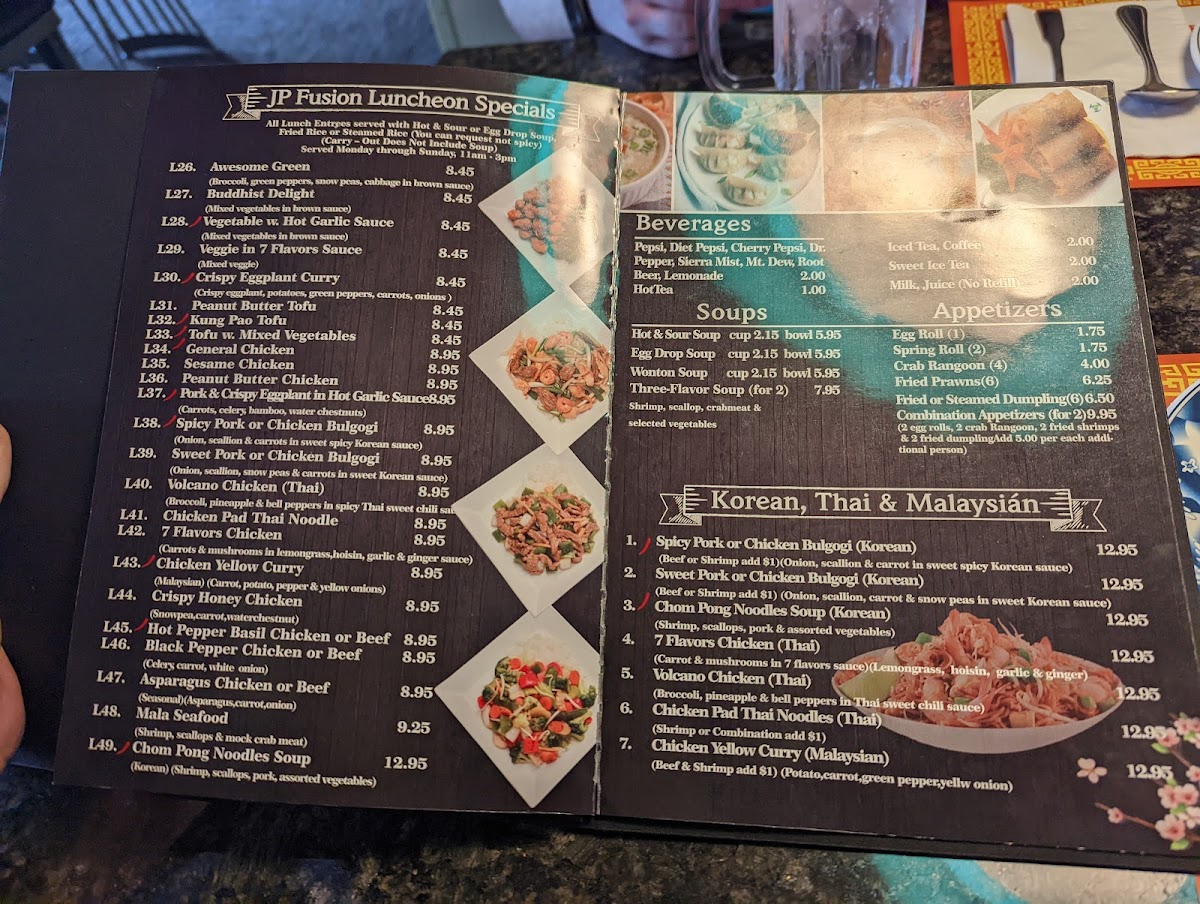 JP Fusion Luncheon Specials
All Lunch Entrees served with Hot & Sour or Egg Drop Soup,
Fried Rice or Steamed Rice (You can request not spicy)
(Carry – Out Does Not Include Soup)
Served Monday through Sunday, 11am - 3pm
L26. Awesome Green 8.45
(Broccoli, green peppers, snow peas, cabbage in brown sauce)
L27. Buddhist Delight 8.45
(Mixed vegetables in brown sauce)
L28. Vegetable w. Hot Garlic Sauce 8.45
(Mixed vegetables in brown sauce)
L29. Veggie in 7 Flavors Sauce 8.45
(Mixed veggie)
L30. Crispy Eggplant Curry 8.45
(Crispy eggplant, potatoes, green peppers, carrots, onions )
L31. Peanut Butter Tofu 8.45
L32. Kung Pao Tofu 8.45
L33. Tofu w. Mixed Vegetables 8.45
L34. General Chicken 8.95
L35. Sesame Chicken 8.95
L36. Peanut Butter Chicken 8.95
L37. Pork & Crispy Eggplant in Hot Garlic Sauce 8.95
(Carrots, celery, bamboo, water chestnuts)
L38. Spicy Pork or Chicken Bulgogi 8.95
(Onion, scallion & carrots in sweet spicy Korean sauce)
L39. Sweet Pork or Chicken Bulgogi 8.95
(Onion, scallion, snow peas & carrots in sweet Korean sauce)
L40. Volcano Chicken (Thai) 8.95
(Broccoli, pineapple & bell peppers in spicy Thai sweet chili sau
L41. Chicken Pad Thai Noodle 8.95
L42. 7 Flavors Chicken 8.95
(Carrots & mushrooms in lemongrass,hoisin, garlic & ginger sauce)
L43. Chicken Yellow Curry 8.95
(Malaysian) (Carrot, potato, pepper & yellow onions)
L44. Crispy Honey Chicken 8.95
(Snowpea,carrot,waterchestnut)
L45. Hot Pepper Basil Chicken or Beef 8.95
L46. Black Pepper Chicken or Beef 8.95
(Celery, carrot, white onion)
L47. Asparagus Chicken or Beef 8.95
(Seasonal)(Asparagus,carrot,onion)
L48. Mala Seafood 9.25
(Shrimp, scallops & mock crab meat)
L49. Chom Pong Noodles Soup 12.95
(Korean) (Shrimp, scallops, pork, assorted vegetables)
Beverages
Pepsi, Diet Pepsi, Cherry Pepsi, Dr.
Pepper, Sierra Mist, Mt. Dew, Root
Beer, Lemonade 2.00
HotTea 1.00
Iced Tea, Coffee 2.00
Sweet Ice Tea 2.00
Milk, Juice (No Refill) 2.00
Soups
Hot & Sour Soup cup 2.15 bowl 5.95
Egg Drop Soup cup 2.15 bowl 5.95
Wonton Soup cup 2.15 bowl 5.95
Three-Flavor Soup (for 2) 7.95
Shrimp, scallop, crabmeat &
selected vegetables
Appetizers
Egg Roll (1) 1.75
Spring Roll (2) 1.75
Crab Rangoon (4) 4.00
Fried Prawns(6) 6.25
Fried or Steamed Dumpling(6) 6.50
Combination Appetizers (for 2) 9.95
(2 egg rolls, 2 crab Rangoon, 2 fried shrimps
& 2 fried dumplingAdd 5.00 per each addi-
tional person)
Korean, Thai & Malaysián
1. Spicy Pork or Chicken Bulgogi (Korean) 12.95
(Beef or Shrimp add $1)(Onion, scallion & carrots in sweet spicy Korean sauce)
2. Sweet Pork or Chicken Bulgogi (Korean) 12.95
(Beef or Shrimp add $1) (Onion, scallion, carrot & snow peas in sweet Korean sauce)
3. Chom Pong Noodles Soup (Korean) 12.95
(Shrimp, scallops, pork & assorted vegetables)
4. 7 Flavors Chicken (Thai) 12.95
(Carrot & mushrooms in 7 flavors sauce)(Lemongrass, hoisin, garlic & ginger)
5. Volcano Chicken (Thai) 12.95
(Broccoli, pineapple & bell peppers in Thai sweet chili sauce)
6. Chicken Pad Thai Noodles (Thai) 12.95
(Shrimp or Combination add $1)
7. Chicken Yellow Curry (Malaysian) 12.95
(Beef & Shrimp add $1) (Potato,carrot,green pepper,yellw onion)